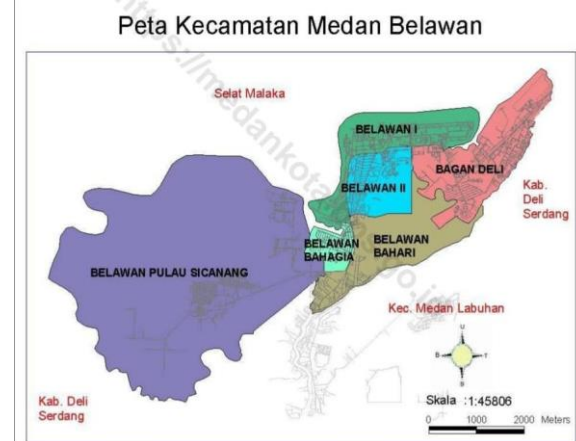 Peta Kecamatan Medan Belawan
Selat Malaka
BELAWAN I
BAGAN DELI
BELAWAN II
Kab.
Deli
Serdang
BELAWAN
BAHAGIA
BELAWAN
BAHARI
BELAWAN PULAU SICANANG
Kec. Medan Labuhan
U
B
T
S
Kab. Deli
Serdang
Skala :1:45806
0 1000 2000 Meters